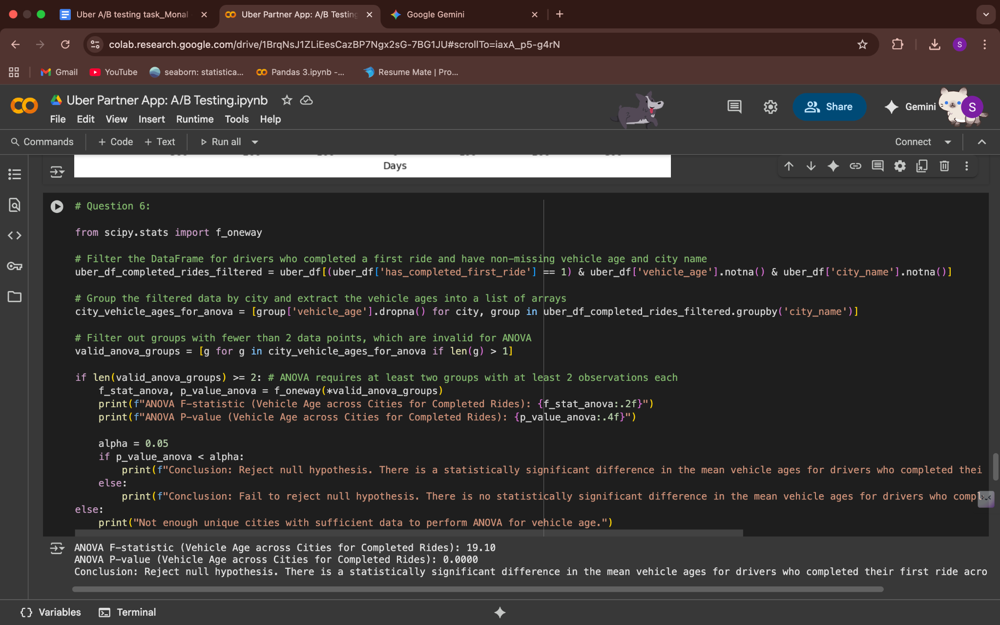 Uber A/B testing task_Monal
Uber Partner App: A/B Testing
Google Gemini
colab.research.google.com/drive/1BrqNsJ1ZLiEesCazBP7Ngx2sG-7BG1JU#scrollTo=iaxA_p5-g4rN
S
Gmail
YouTube
seaborn: statistica...
Pandas 3.ipynb -...
Resume Mate | Pro...
Uber Partner App: A/B Testing.ipynb
Share
Gemini
S
File Edit View Insert Runtime Tools Help
Commands + Code + Text Run all
Connect
Days
# Question 6:
from scipy.stats import f_oneway
# Filter the DataFrame for drivers who completed a first ride and have non-missing vehicle age and city name
uber_df_completed_rides_filtered = uber_df[(uber_df['has_completed_first_ride'] == 1) & uber_df['vehicle_age'].notna() & uber_df['city_name'].notna()]
# Group the filtered data by city and extract the vehicle ages into a list of arrays
city_vehicle_ages_for_anova = [group['vehicle_age'].dropna() for city, group in uber_df_completed_rides_filtered.groupby('city_name')]
# Filter out groups with fewer than 2 data points, which are invalid for ANOVA
valid_anova_groups = [g for g in city_vehicle_ages_for_anova if len(g) > 1]
if len(valid_anova_groups) >= 2: # ANOVA requires at least two groups with at least 2 observations each
    f_stat_anova, p_value_anova = f_oneway(*valid_anova_groups)
    print(f"ANOVA F-statistic (Vehicle Age across Cities for Completed Rides): {f_stat_anova:.2f}")
    print(f"ANOVA P-value (Vehicle Age across Cities for Completed Rides): {p_value_anova:.4f}")
    alpha = 0.05
    if p_value_anova < alpha:
        print(f"Conclusion: Reject null hypothesis. There is a statistically significant difference in the mean vehicle ages for drivers who completed thei
    else:
        print(f"Conclusion: Fail to reject null hypothesis. There is no statistically significant difference in the mean vehicle ages for drivers who compl
else:
    print("Not enough unique cities with sufficient data to perform ANOVA for vehicle age.")
ANOVA F-statistic (Vehicle Age across Cities for Completed Rides): 19.10
ANOVA P-value (Vehicle Age across Cities for Completed Rides): 0.0000
Conclusion: Reject null hypothesis. There is a statistically significant difference in the mean vehicle ages for drivers who completed their first ride acro
Variables
Terminal